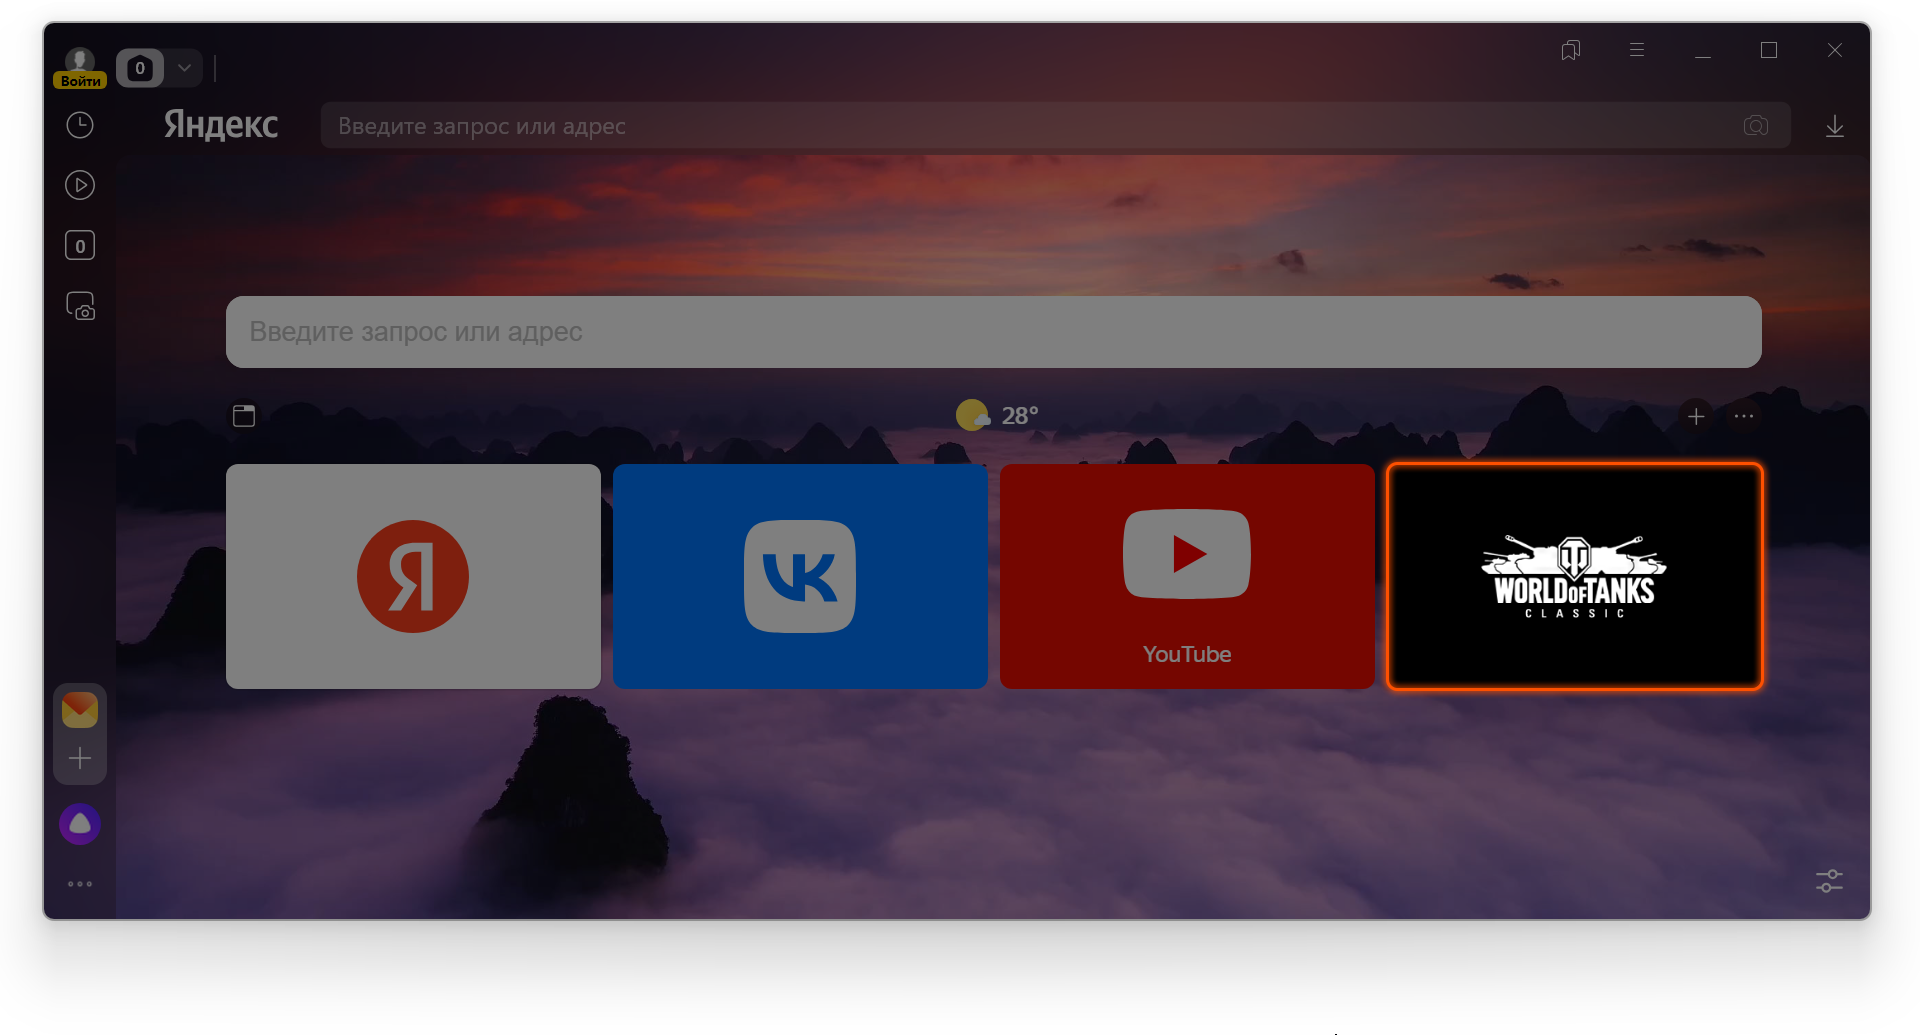 Войти
0
Яндекс
Введите запрос или адрес
0
Введите запрос или адрес
28°
Я
VK
YouTube
WORLD OF TANKS
CLASSIC